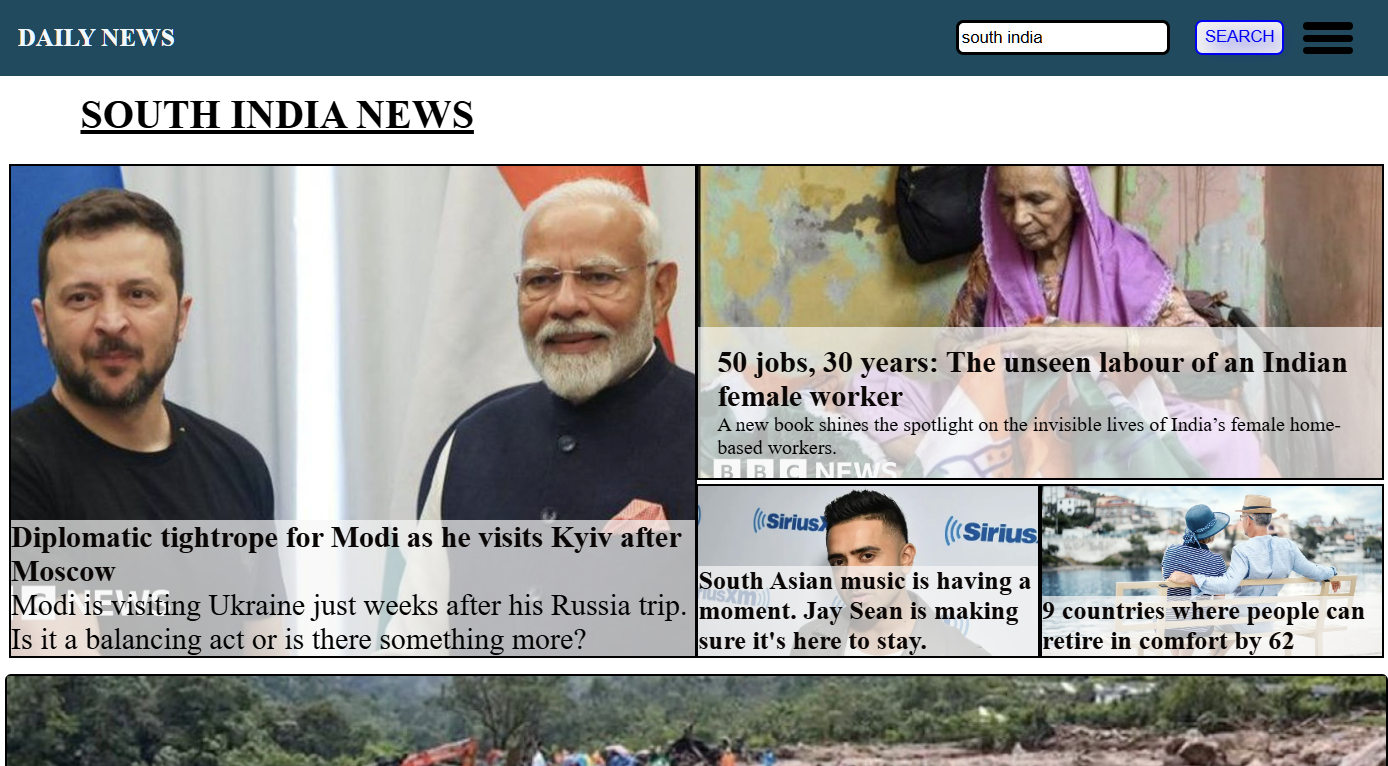 DAILY NEWS
south india
SEARCH
SOUTH INDIA NEWS
Diplomatic tightrope for Modi as he visits Kyiv after
Moscow
Modi is visiting Ukraine just weeks after his Russia trip.
Is it a balancing act or is there something more?
C NEWS
50 jobs, 30 years: The unseen labour of an Indian
female worker
A new book shines the spotlight on the invisible lives of India’s female home-
based workers.
BBC NEWS
SiriusX
Sirius
iusxm
South Asian music is having a
moment. Jay Sean is making
sure it's here to stay.
9 countries where people can
retire in comfort by 62